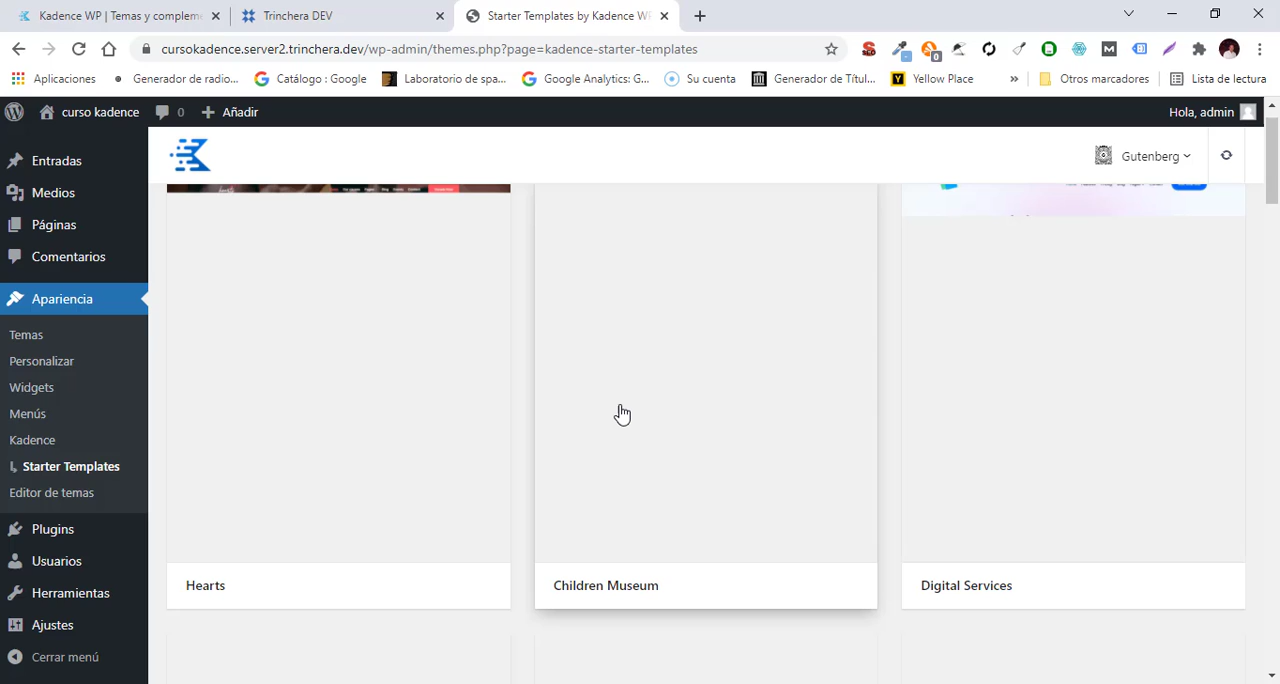 Kadence WP | Temas y complem
Trinchera DEV
Starter Templates by Kadence WP
cursokadence.server2.trinchera.dev/wp-admin/themes.php?page=kadence-starter-templates
Aplicaciones
Generador de radio...
Catálogo : Google
Laboratorio de spa...
Google Analytics: G...
Su cuenta
Generador de Títul...
Yellow Place
»
Otros marcadores
Lista de lectura
curso kadence
0
Añadir
Hola, admin
Gutenberg
Entradas
Medios
Páginas
Comentarios
Apariencia
Temas
Personalizar
Widgets
Menús
Kadence
Starter Templates
Editor de temas
Plugins
Usuarios
Herramientas
Ajustes
Cerrar menú
Hearts
Children Museum
Digital Services